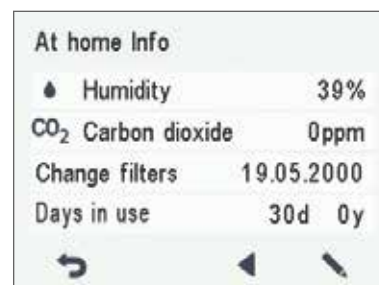 At home Info
Humidity 39%
CO₂ Carbon dioxide 0ppm
Change filters 19.05.2000
Days in use 30d 0y